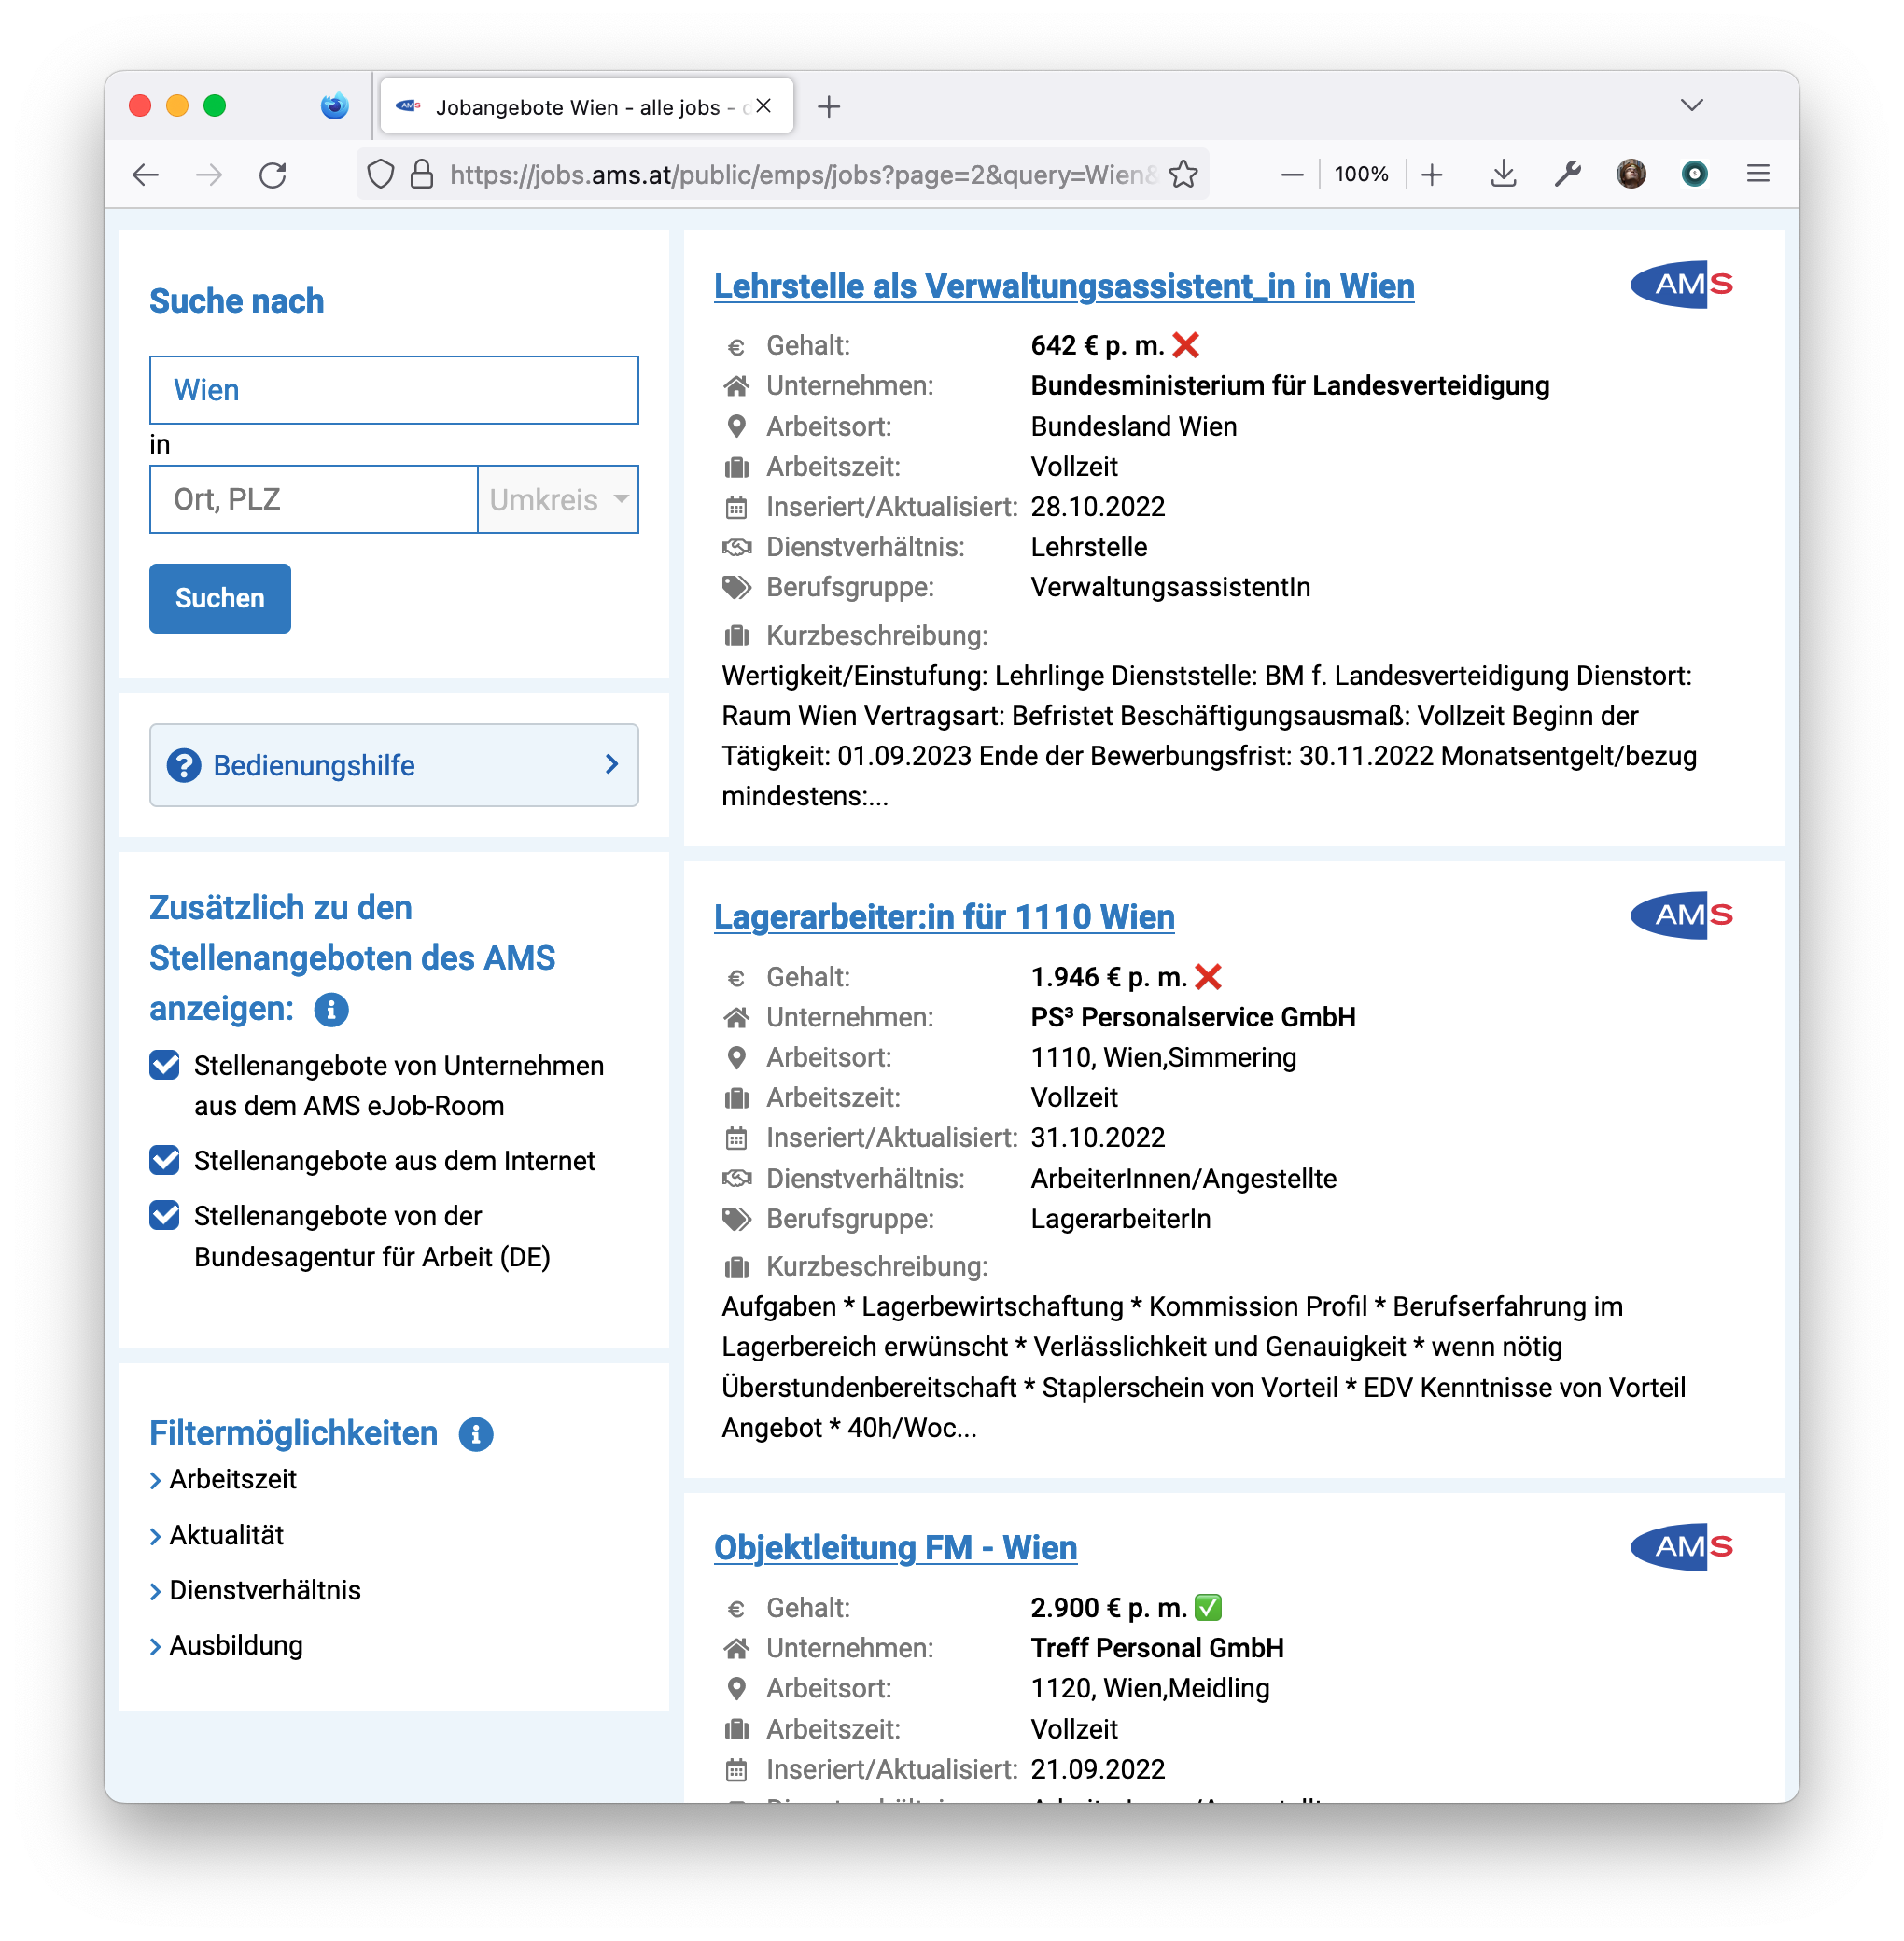 AMS Jobangebote Wien - alle jobs -
https://jobs.ams.at/public/emps/jobs?page=2&query=Wien&
100%
Suche nach
Wien
in
Ort, PLZ
Umkreis
Suchen
Bedienungshilfe
Zusätzlich zu den
Stellenangeboten des AMS
anzeigen:
Stellenangebote von Unternehmen
aus dem AMS eJob-Room
Stellenangebote aus dem Internet
Stellenangebote von der
Bundesagentur für Arbeit (DE)
Filtermöglichkeiten
Arbeitszeit
Aktualität
Dienstverhältnis
Ausbildung
Lehrstelle als Verwaltungsassistent_in in Wien
AMS
€ Gehalt: 642 € p. m. ❌
Unternehmen: Bundesministerium für Landesverteidigung
Arbeitsort: Bundesland Wien
Arbeitszeit: Vollzeit
Inseriert/Aktualisiert: 28.10.2022
Dienstverhältnis: Lehrstelle
Berufsgruppe: VerwaltungsassistentIn
Kurzbeschreibung:
Wertigkeit/Einstufung: Lehrlinge Dienststelle: BM f. Landesverteidigung Dienstort:
Raum Wien Vertragsart: Befristet Beschäftigungsausmaß: Vollzeit Beginn der
Tätigkeit: 01.09.2023 Ende der Bewerbungsfrist: 30.11.2022 Monatsentgelt/bezug
mindestens:...
Lagerarbeiter:in für 1110 Wien
AMS
€ Gehalt: 1.946 € p. m. ❌
Unternehmen: PS³ Personalservice GmbH
Arbeitsort: 1110, Wien,Simmering
Arbeitszeit: Vollzeit
Inseriert/Aktualisiert: 31.10.2022
Dienstverhältnis: ArbeiterInnen/Angestellte
Berufsgruppe: LagerarbeiterIn
Kurzbeschreibung:
Aufgaben * Lagerbewirtschaftung * Kommission Profil * Berufserfahrung im
Lagerbereich erwünscht * Verlässlichkeit und Genauigkeit * wenn nötig
Überstundenbereitschaft * Staplerschein von Vorteil * EDV Kenntnisse von Vorteil
Angebot * 40h/Woc...
Objektleitung FM - Wien
AMS
€ Gehalt: 2.900 € p. m. ✅
Unternehmen: Treff Personal GmbH
Arbeitsort: 1120, Wien,Meidling
Arbeitszeit: Vollzeit
Inseriert/Aktualisiert: 21.09.2022